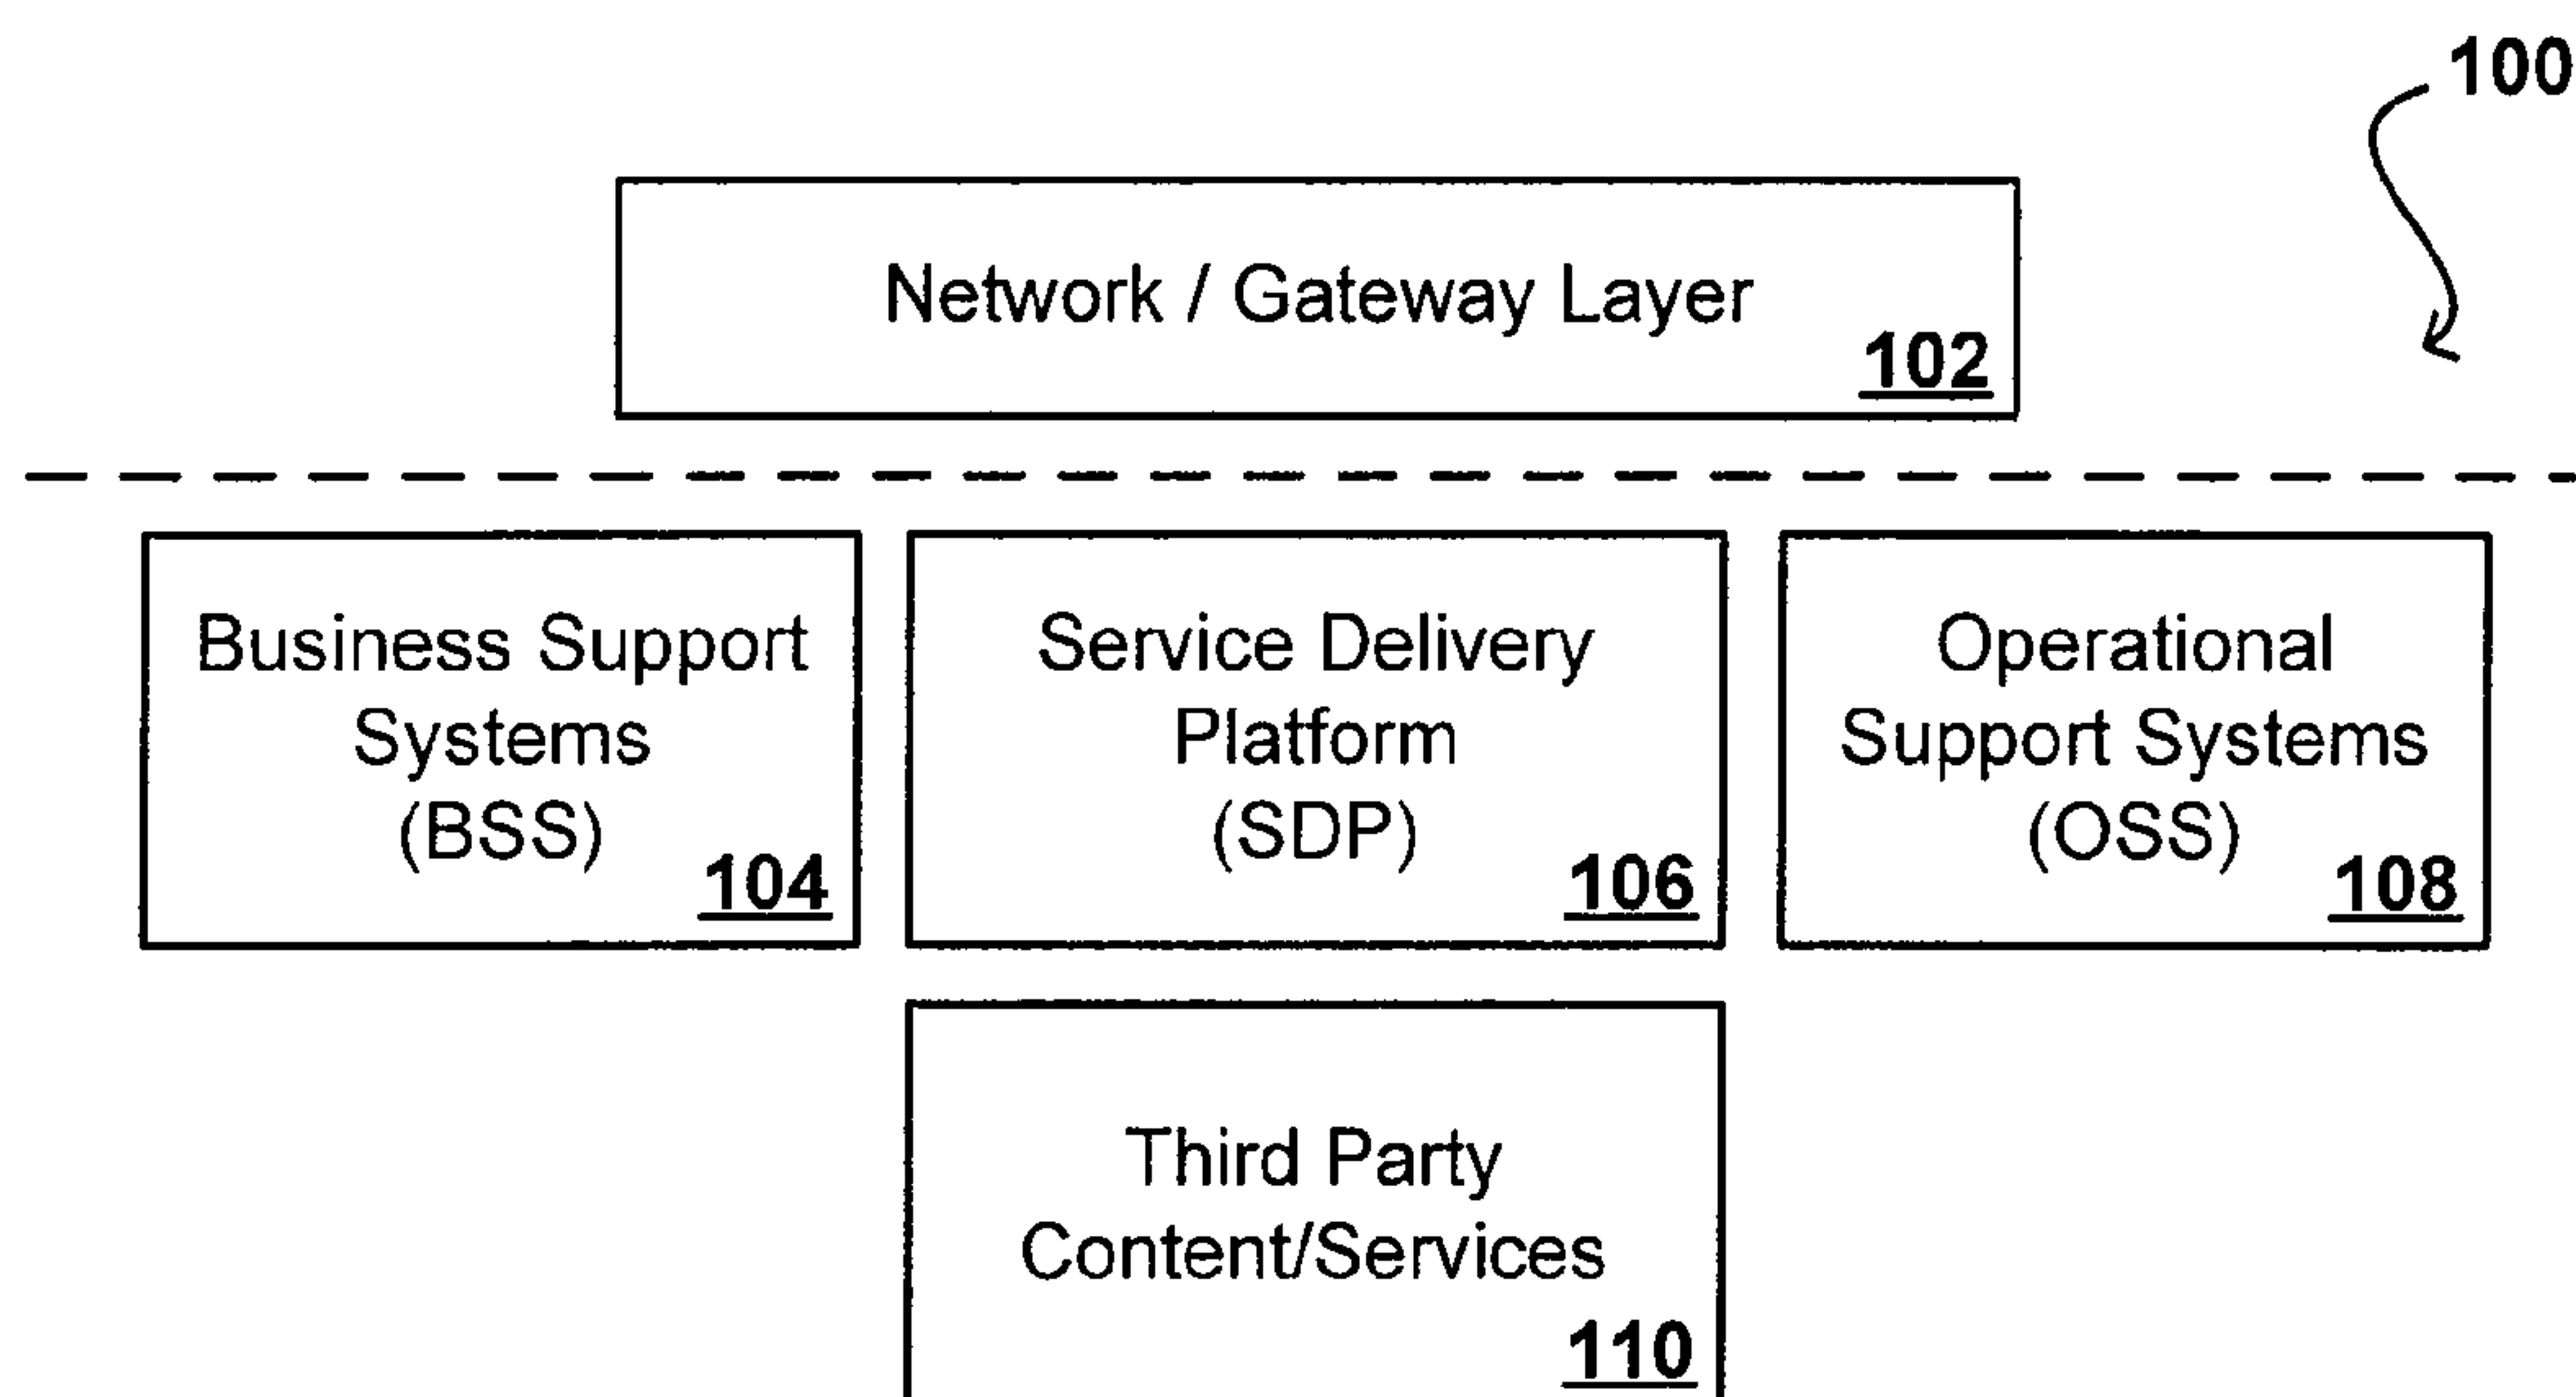 100
Network / Gateway Layer
102
Business Support
Systems
(BSS)
104
Service Delivery
Platform
(SDP)
106
Operational
Support Systems
(OSS)
108
Third Party
Content/Services
110